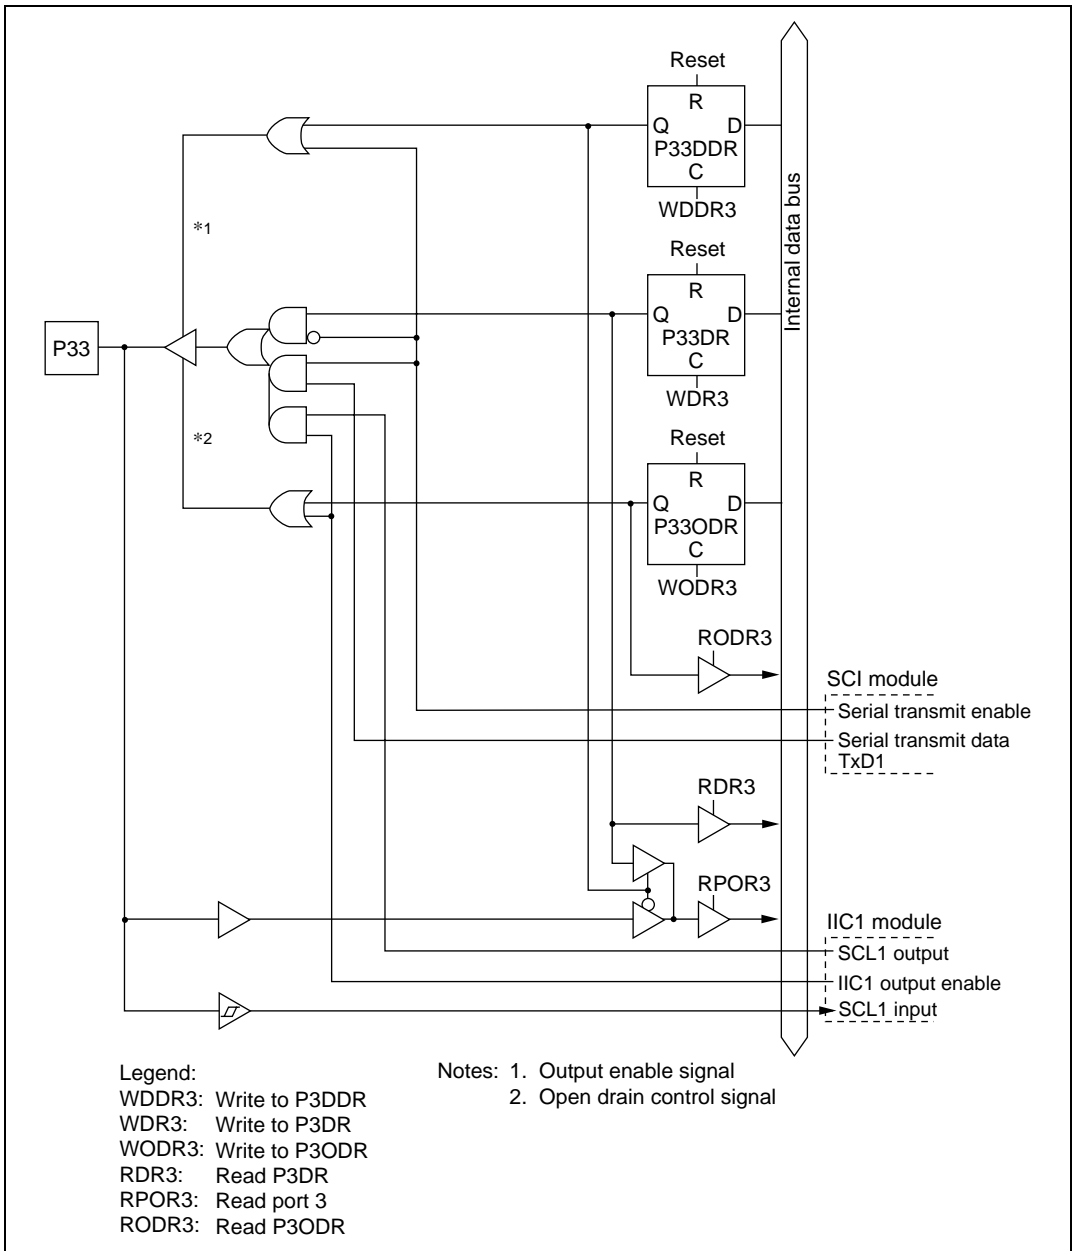 Reset
R
Q D
P33DDR
C
WDDR3
Internal data bus
*1
Reset
R
Q D
P33DR
C
WDR3
P33
*2
Reset
R
Q D
P33ODR
C
WODR3
RODR3
SCI module
Serial transmit enable
Serial transmit data
TxD1
RDR3
RPOR3
IIC1 module
SCL1 output
IIC1 output enable
SCL1 input
Legend:
WDDR3: Write to P3DDR
WDR3: Write to P3DR
WODR3: Write to P3ODR
RDR3: Read P3DR
RPOR3: Read port 3
RODR3: Read P3ODR
Notes: 1. Output enable signal
2. Open drain control signal